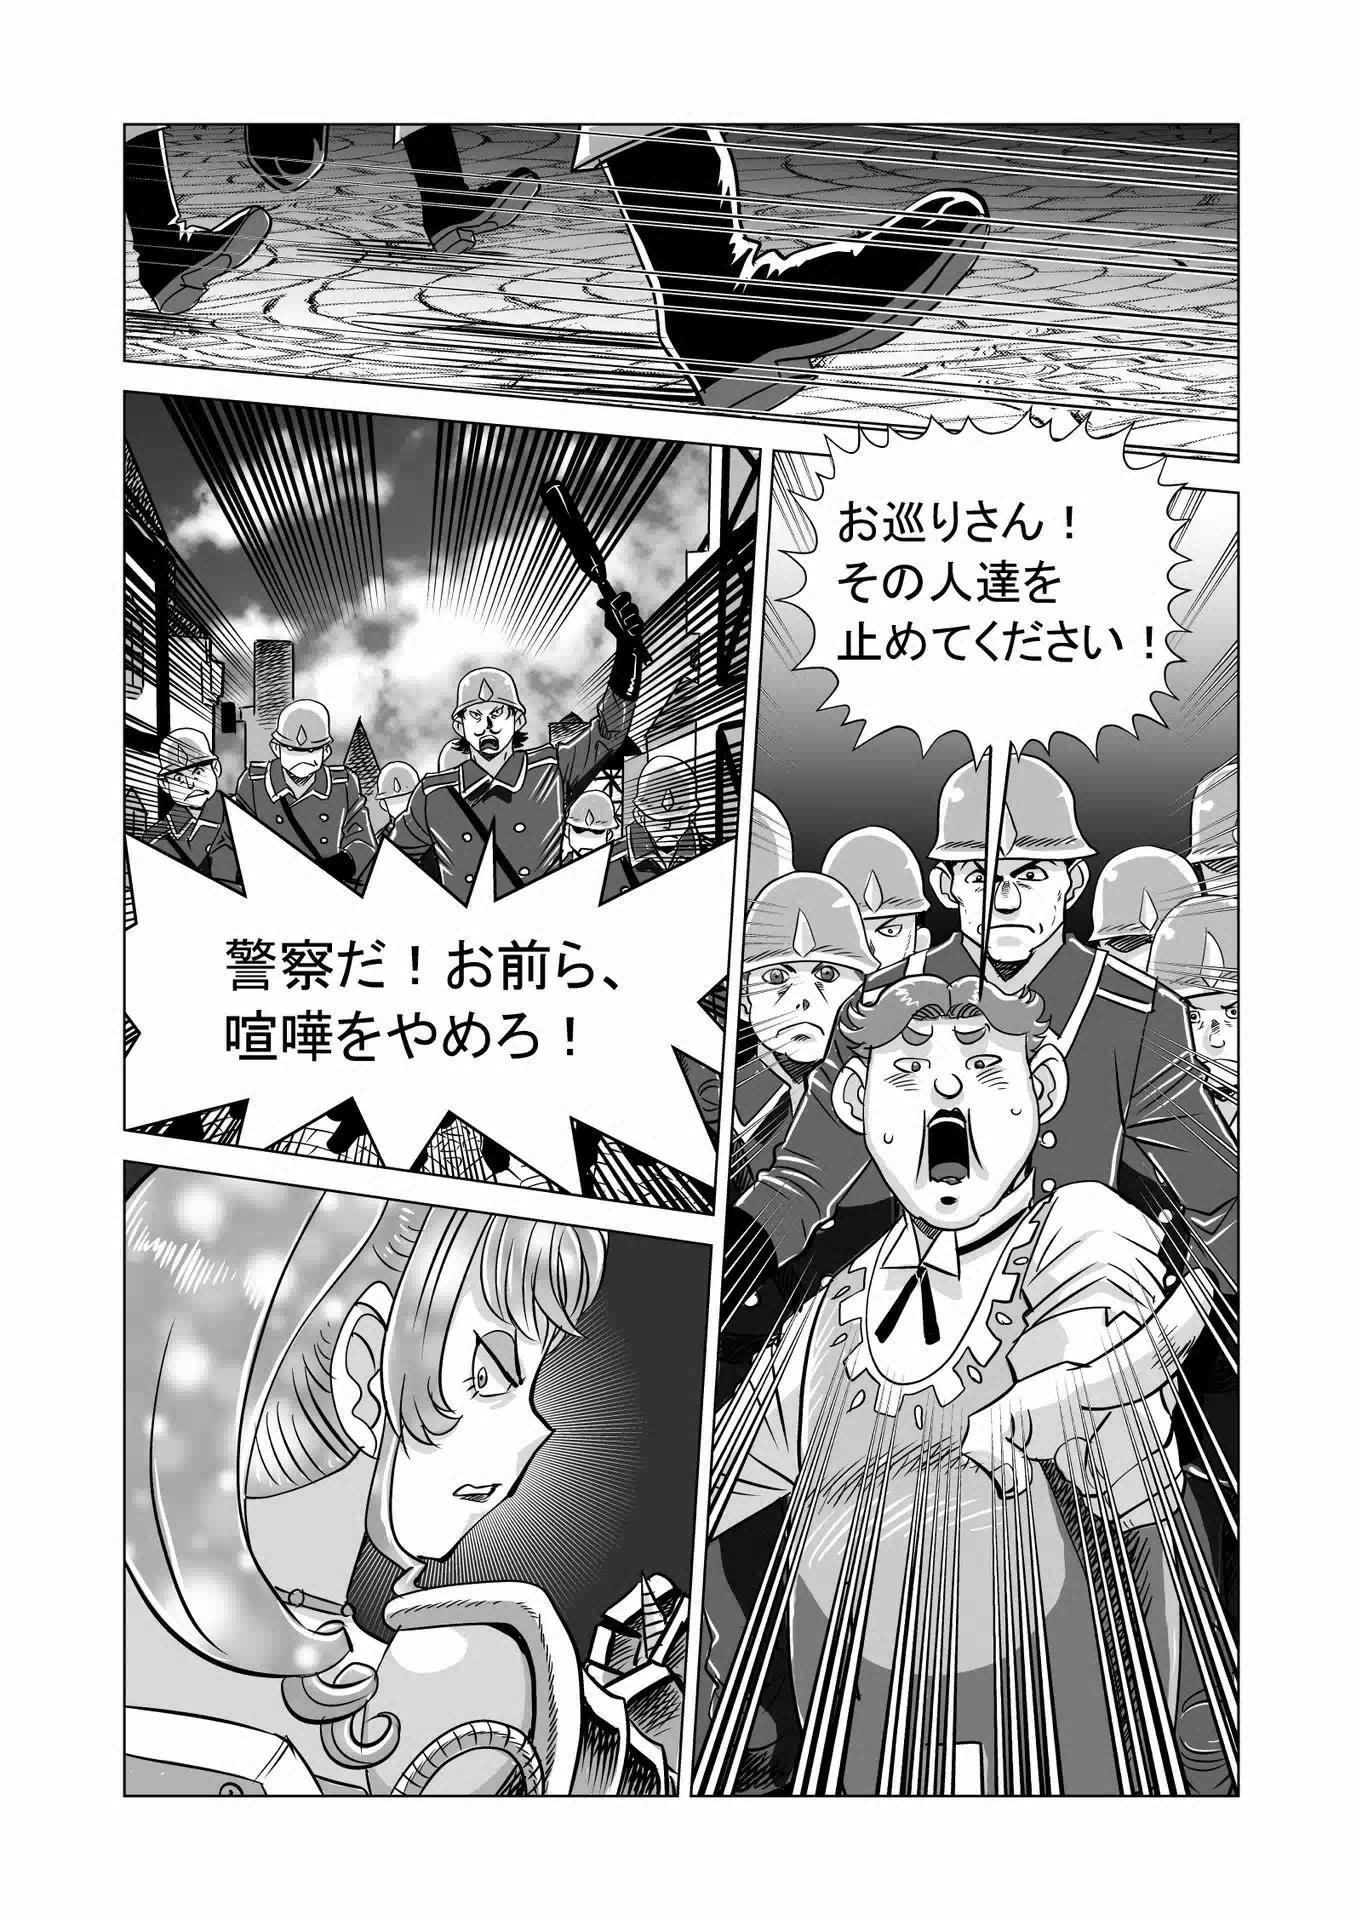 お巡りさん！
その人達を
止めてください！
警察だ！お前ら、
喧嘩をやめろ！